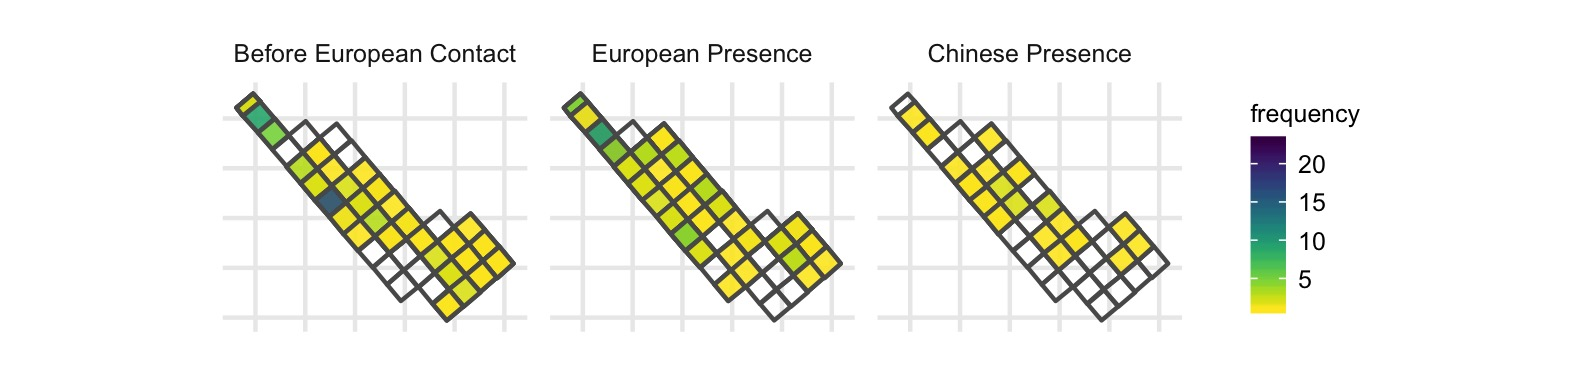 Before European Contact
European Presence
Chinese Presence
frequency
20
15
10
5